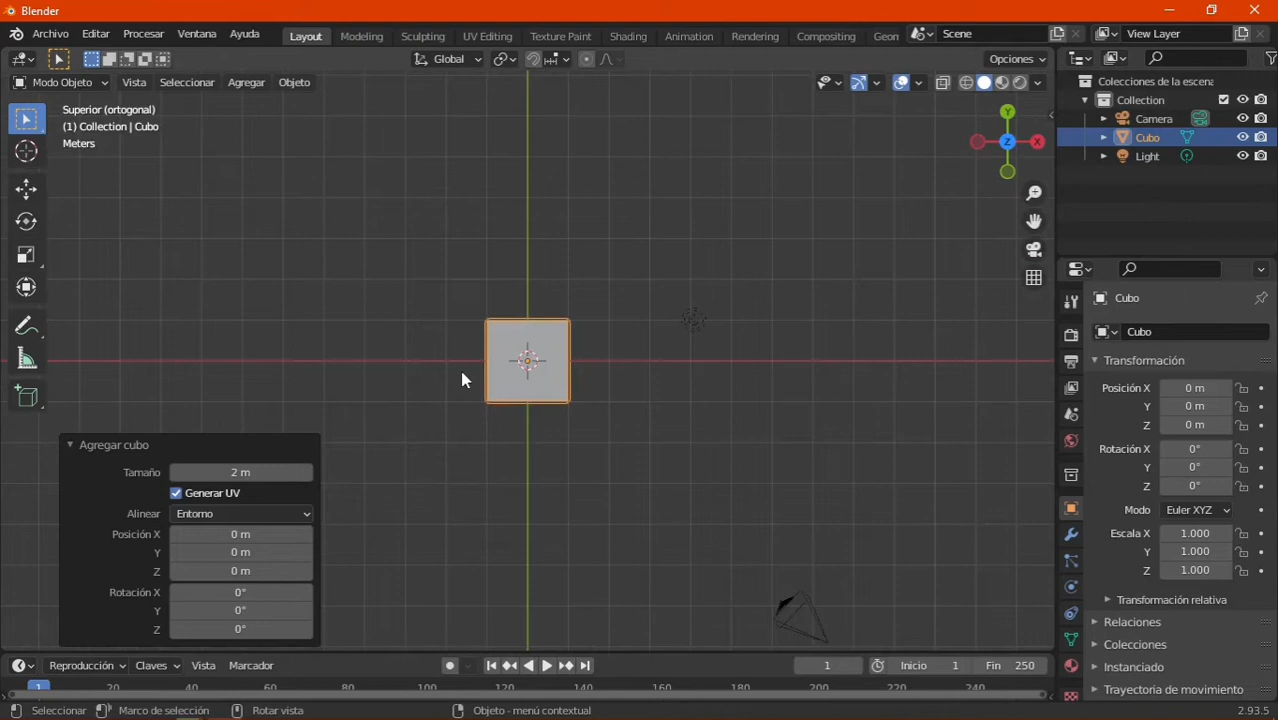 Blender
Archivo Editar Procesar Ventana Ayuda Layout Modeling Sculpting UV Editing Texture Paint Shading Animation Rendering Compositing Geon Scene View Layer
Global Opciones
Modo Objeto Vista Seleccionar Agregar Objeto
Superior (ortogonal)
(1) Collection | Cubo
Meters
Y
Z X
Colecciones de la escena
Collection
Camera
Cubo
Light
Cubo
Cubo
Transformación
Posición X 0 m
Y 0 m
Z 0 m
Rotación X 0°
Y 0°
Z 0°
Modo Euler XYZ
Escala X 1.000
Y 1.000
Z 1.000
Transformación relativa
Relaciones
Colecciones
Instanciado
Trayectoria de movimiento
Agregar cubo
Tamaño 2 m
Generar UV
Alinear Entorno
Posición X 0 m
Y 0 m
Z 0 m
Rotación X 0°
Y 0°
Z 0°
Reproducción Claves Vista Marcador 1 Inicio 1 Fin 250
1 20 40 60 80 100 120 140 160 180 200 220 240
Seleccionar Marco de selección Rotar vista Objeto - menú contextual 2.93.5